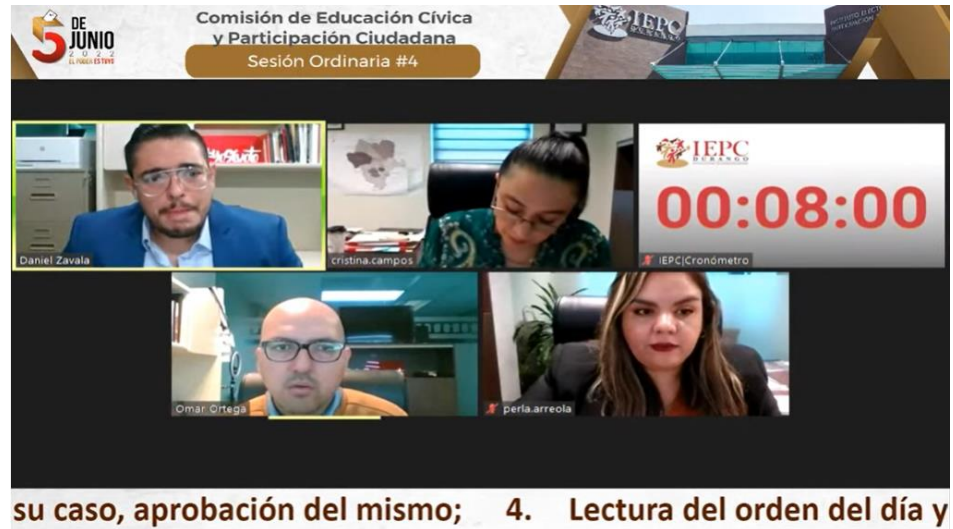 5 DE JUNIO
2022
EL PODER ES TUYO
Comisión de Educación Cívica
y Participación Ciudadana
Sesión Ordinaria #4
IEPC
Daniel Zavala
cristina.campos
IEPC
DURANGO
00:08:00
IEPC|Cronómetro
Omar Ortega
perla.arreola
su caso, aprobación del mismo; 4. Lectura del orden del día y